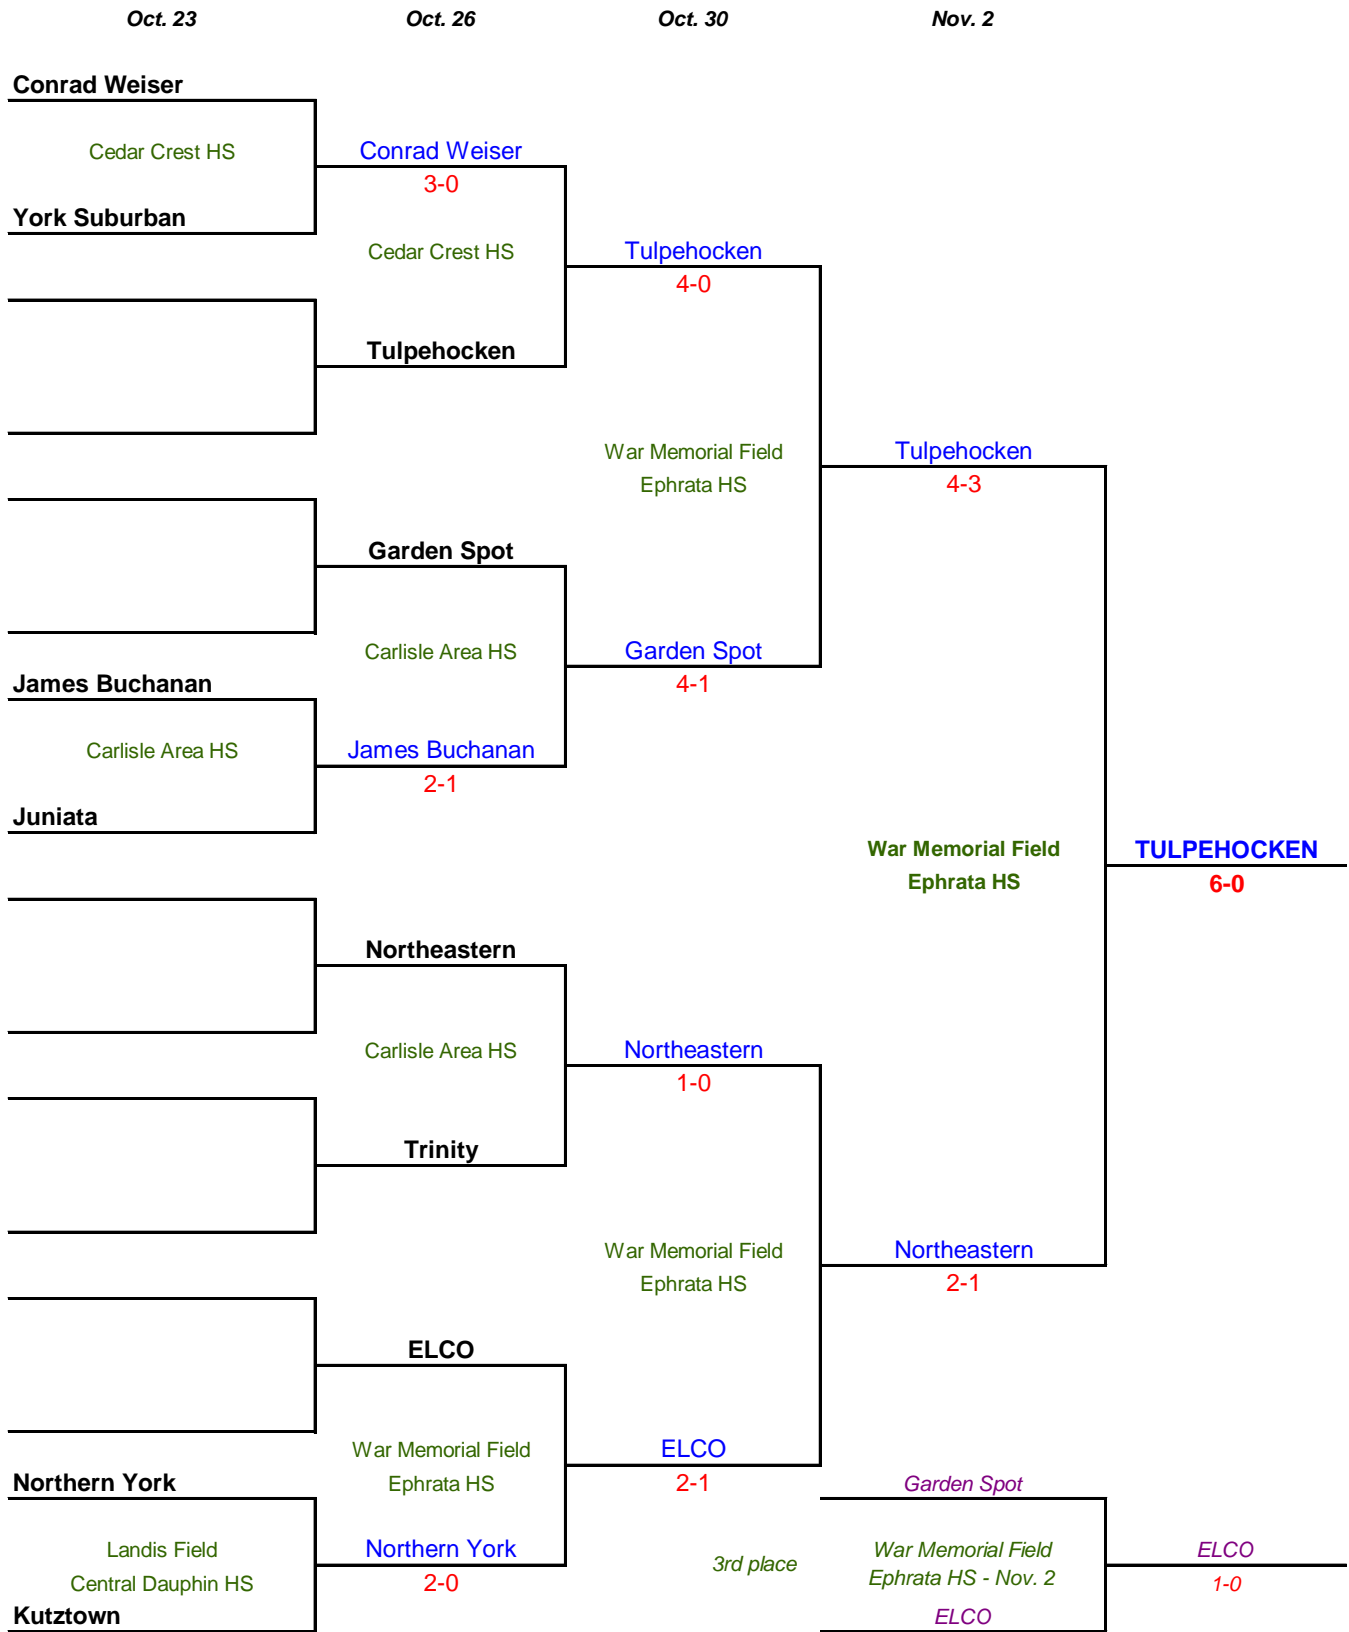 Oct. 23 Oct. 26 Oct. 30 Nov. 2
Conrad Weiser
Cedar Crest HS Conrad Weiser
3-0
York Suburban
Cedar Crest HS Tulpehocken
4-0
Tulpehocken
War Memorial Field Tulpehocken
Ephrata HS 4-3
Garden Spot
Carlisle Area HS Garden Spot
James Buchanan 4-1
Carlisle Area HS James Buchanan
2-1
Juniata
War Memorial Field TULPEHOCKEN
Ephrata HS 6-0
Northeastern
Carlisle Area HS Northeastern
1-0
Trinity
War Memorial Field Northeastern
Ephrata HS 2-1
ELCO
War Memorial Field ELCO
Northern York Ephrata HS 2-1 Garden Spot
Landis Field Northern York 3rd place War Memorial Field ELCO
Central Dauphin HS 2-0 Ephrata HS - Nov. 2 1-0
Kutztown ELCO